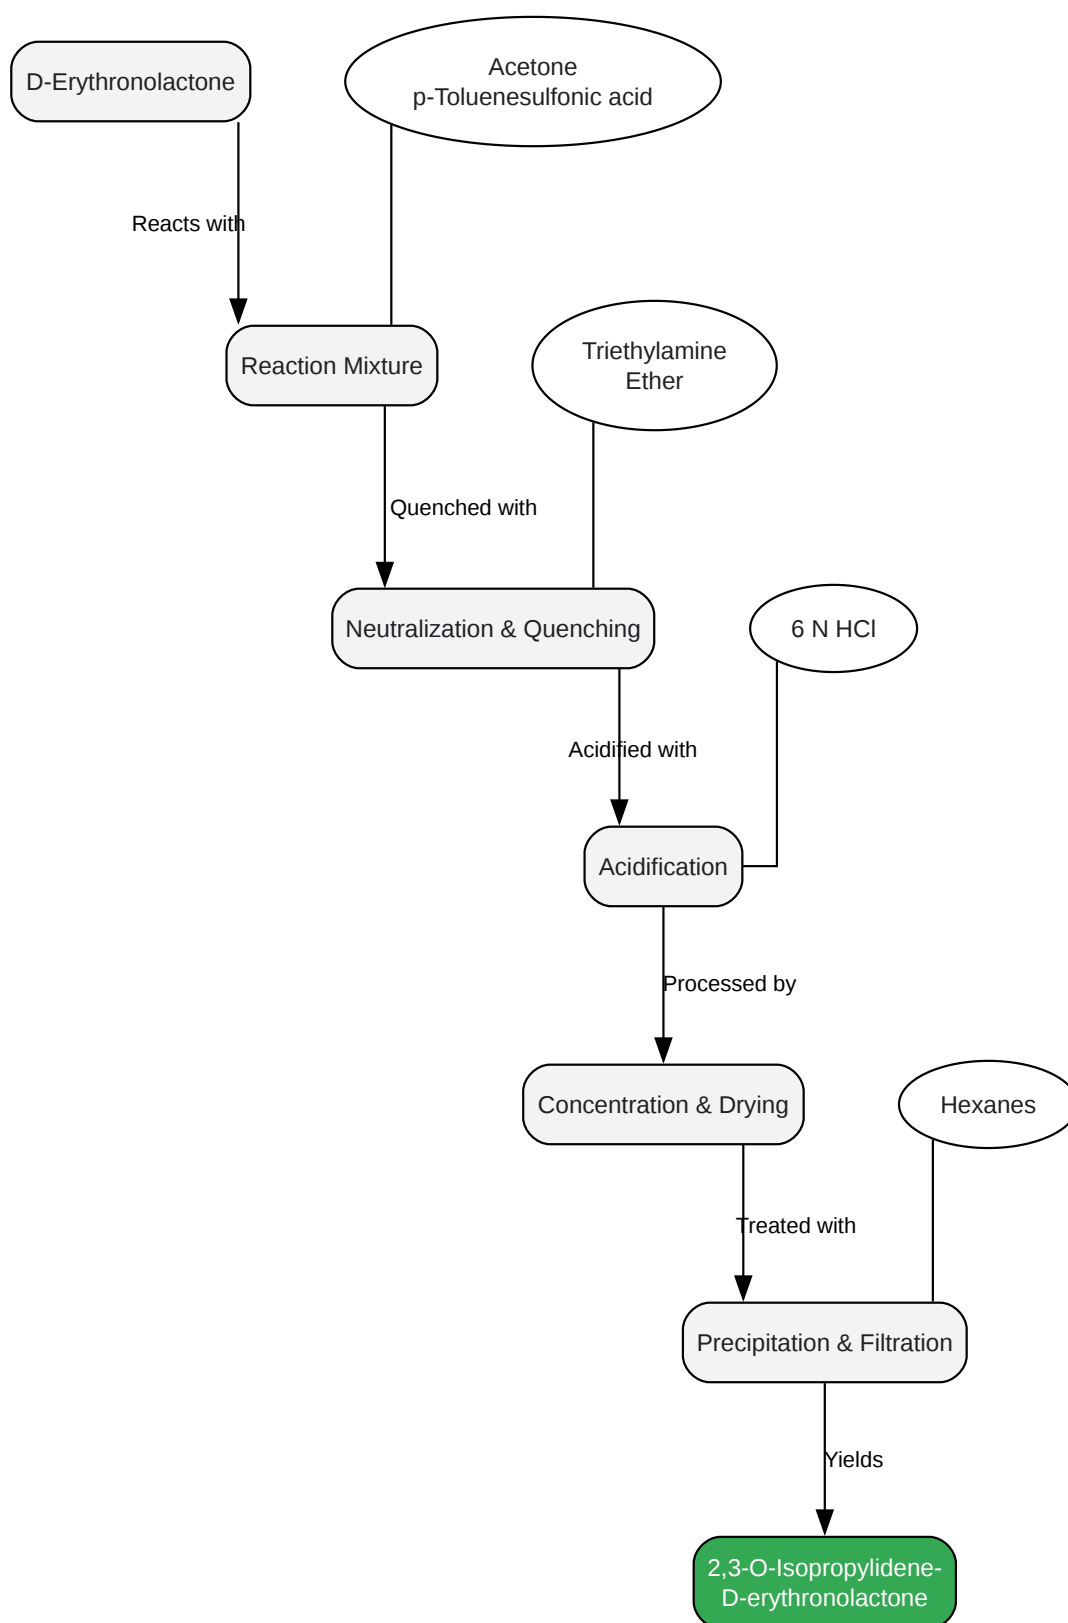 D-Erythronolactone
Acetone
p-Toluenesulfonic acid
Reacts with
Reaction Mixture
Triethylamine
Ether
Quenched with
Neutralization & Quenching
6 N HCl
Acidified with
Acidification
Processed by
Concentration & Drying
Hexanes
Treated with
Precipitation & Filtration
Yields
2,3-O-Isopropylidene-
D-erythronolactone